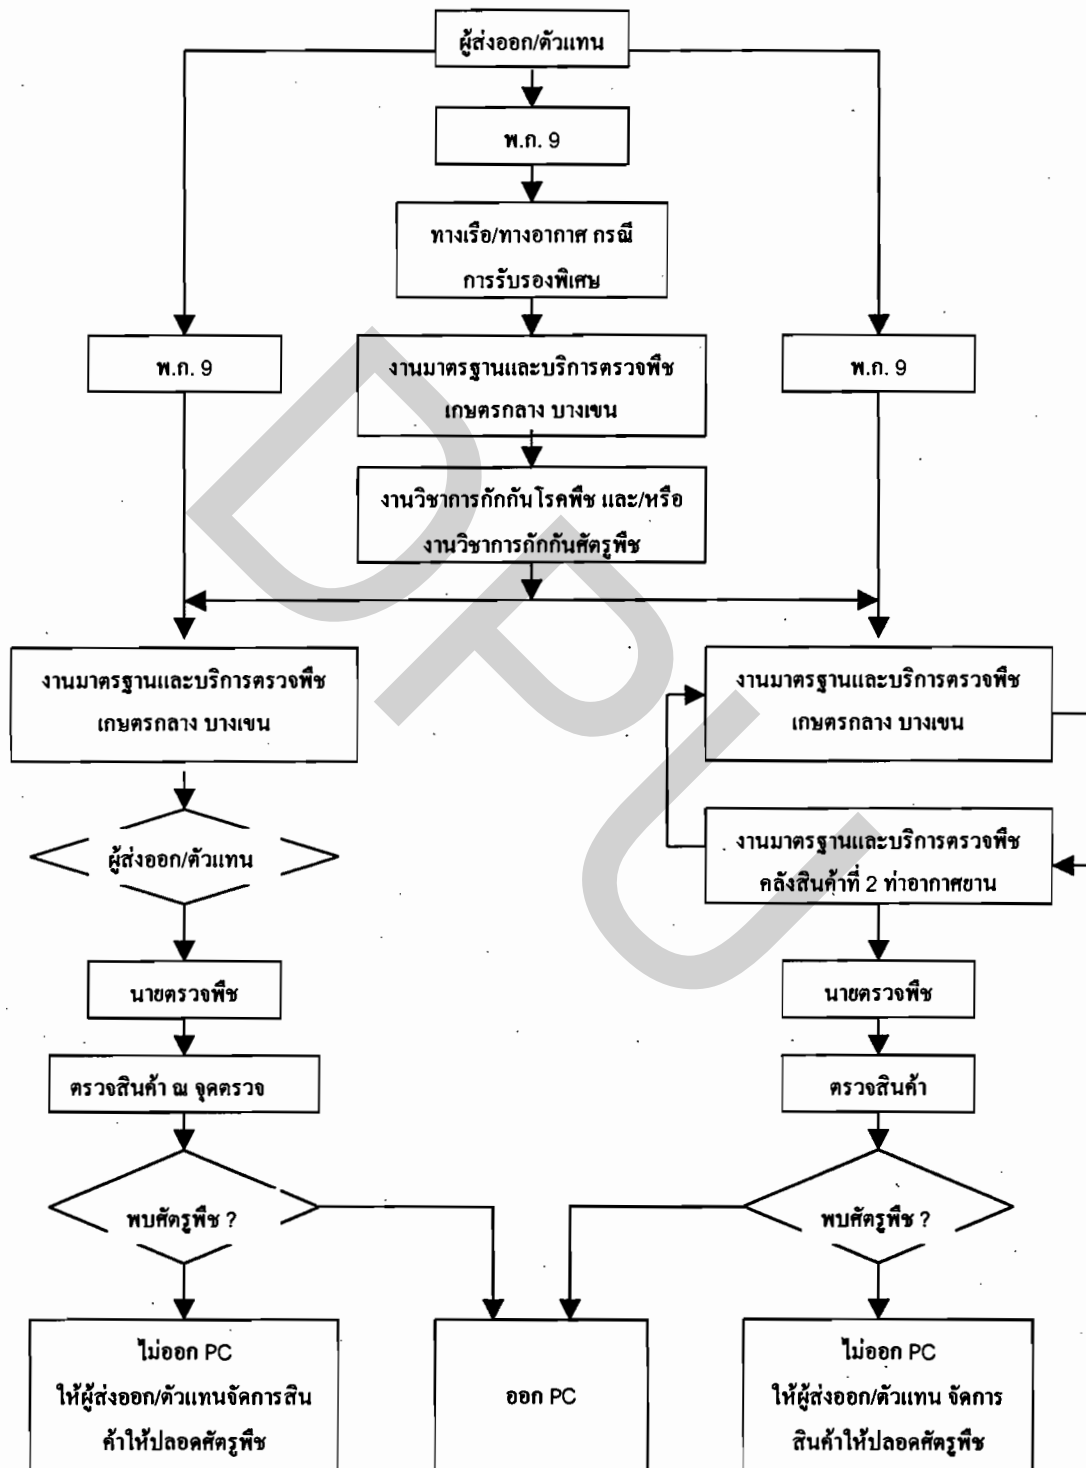 ผู้ส่งออก/ตัวแทน
พ.ก. 9
ทางเรือ/ทางอากาศ กรณี
การรับรองพิเศษ
พ.ก. 9
งานมาตรฐานและบริการตรวจพืช
เกษตรกลาง บางเขน
พ.ก. 9
งานวิชาการกักกันโรคพืช และ/หรือ
งานวิชาการกักกันศัตรูพืช
งานมาตรฐานและบริการตรวจพืช
เกษตรกลาง บางเขน
งานมาตรฐานและบริการตรวจพืช
เกษตรกลาง บางเขน
ผู้ส่งออก/ตัวแทน
งานมาตรฐานและบริการตรวจพืช
คลังสินค้าที่ 2 ท่าอากาศยาน
นายตรวจพืช
นายตรวจพืช
ตรวจสินค้า ณ จุดตรวจ
ตรวจสินค้า
พบศัตรูพืช ?
พบศัตรูพืช ?
ไม่ออก PC
ให้ผู้ส่งออก/ตัวแทนจัดการสิน
ค้าให้ปลอดศัตรูพืช
ออก PC
ไม่ออก PC
ให้ผู้ส่งออก/ตัวแทน จัดการ
สินค้าให้ปลอดศัตรูพืช
DPU